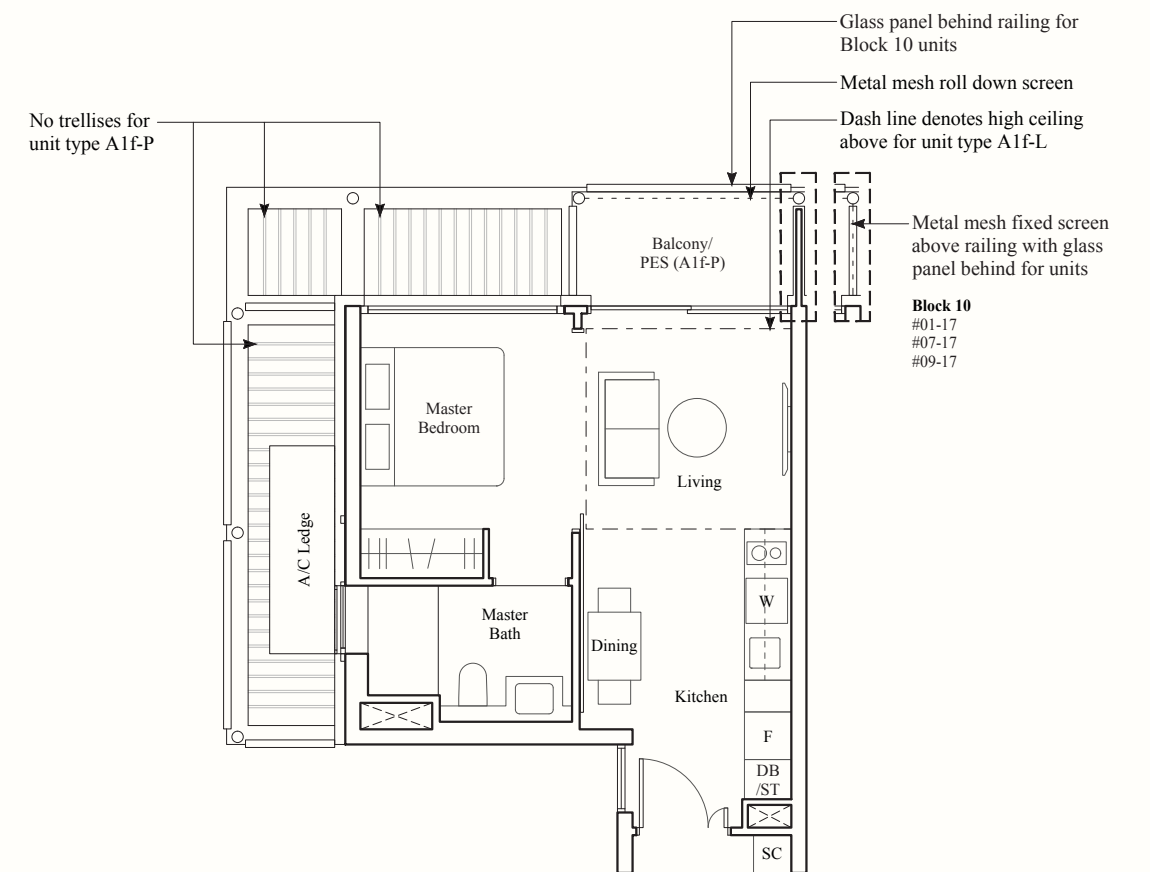 Glass panel behind railing for
Block 10 units
Metal mesh roll down screen
Dash line denotes high ceiling
above for unit type A1f-L
No trellises for
unit type A1f-P
Metal mesh fixed screen
above railing with glass
panel behind for units
Block 10
#01-17
#07-17
#09-17
Balcony/
PES (A1f-P)
Master
Bedroom
Living
A/C Ledge
W
Master
Bath
Dining
Kitchen
F
DB
/ST
SC